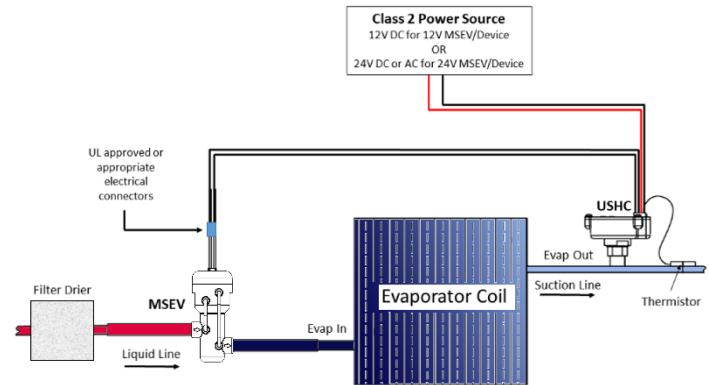 Class 2 Power Source
12V DC for 12V MSEV/Device
OR
24V DC or AC for 24V MSEV/Device
UL approved or
appropriate
electrical
connectors
USHC
Evap Out
Suction Line
Thermistor
Filter Drier
MSEV
Evaporator Coil
Evap In
Liquid Line